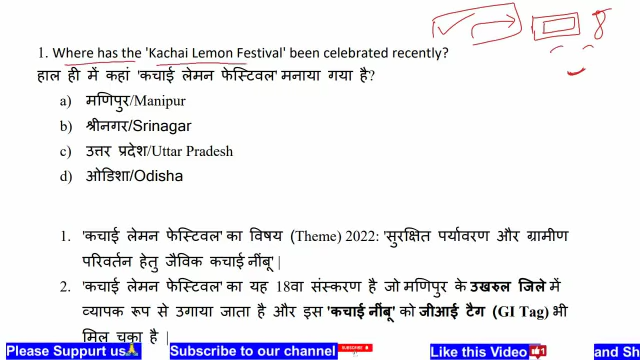 8
1. Where has the 'Kachai Lemon Festival' been celebrated recently?
हाल ही में कहां 'कचाई लेमन फेस्टिवल' मनाया गया है?
a) मणिपुर/Manipur
b) श्रीनगर/Srinagar
c) उत्तर प्रदेश/Uttar Pradesh
d) ओडिशा/Odisha
1. 'कचाई लेमन फेस्टिवल' का विषय (Theme) 2022: 'सुरक्षित पर्यावरण और ग्रामीण
परिवर्तन हेतु जैविक कचाई नींबू'|
2. 'कचाई लेमन फेस्टिवल' का यह 18वा संस्करण है जो मणिपुर के उखरुल जिले में
व्यापक रूप से उगाया जाता है और इस कचाई नींबू को जीआई टैग (GI Tag) भी
मिल चुका है |
Please Suppurt us Subscribe to our channel SUBSCRIBE Like this Video 1 and Sh